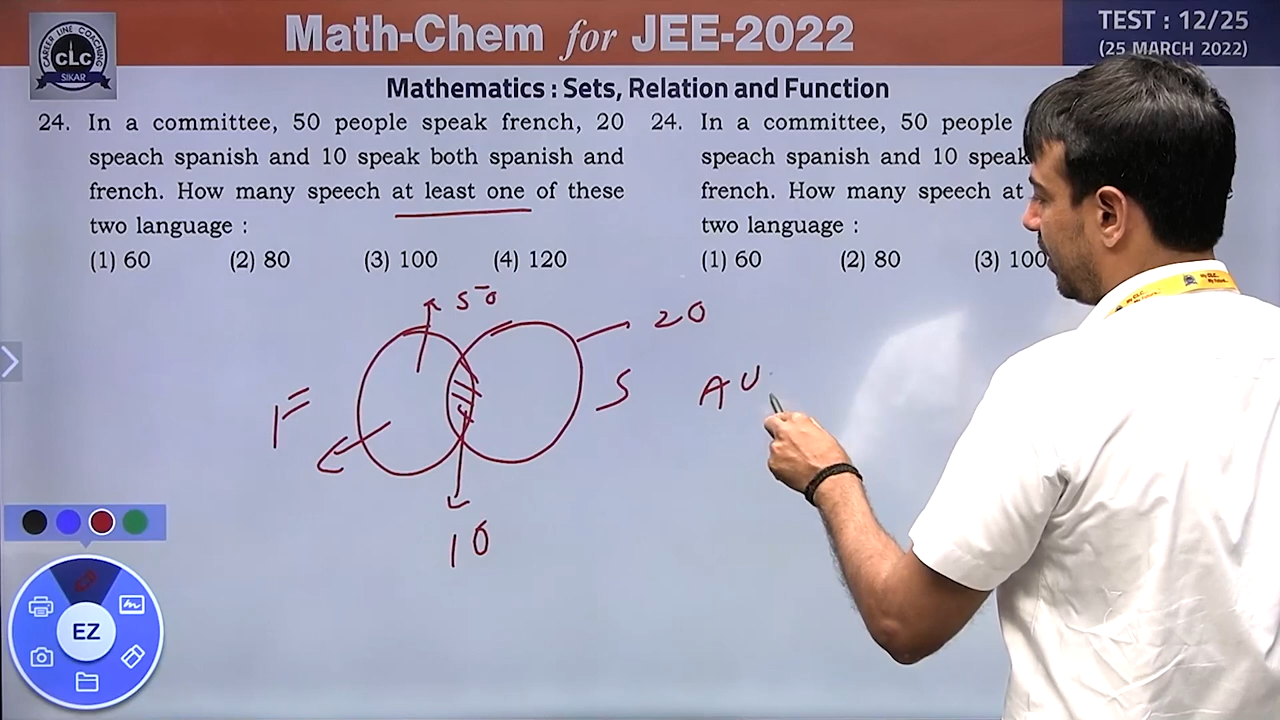 Math-Chem for JEE-2022
TEST : 12/25
(25 MARCH 2022)
CAREER LINE COACHING
CLC
SIKAR
Mathematics : Sets, Relation and Function
24. In a committee, 50 people speak french, 20
speach spanish and 10 speak both spanish and
french. How many speech at least one of these
two language :
(1) 60 (2) 80 (3) 100 (4) 120
24. In a committee, 50 people
speach spanish and 10 speak
french. How many speech at
two language :
(1) 60 (2) 80 (3) 100
50
20
F
S
A U
10
EZ